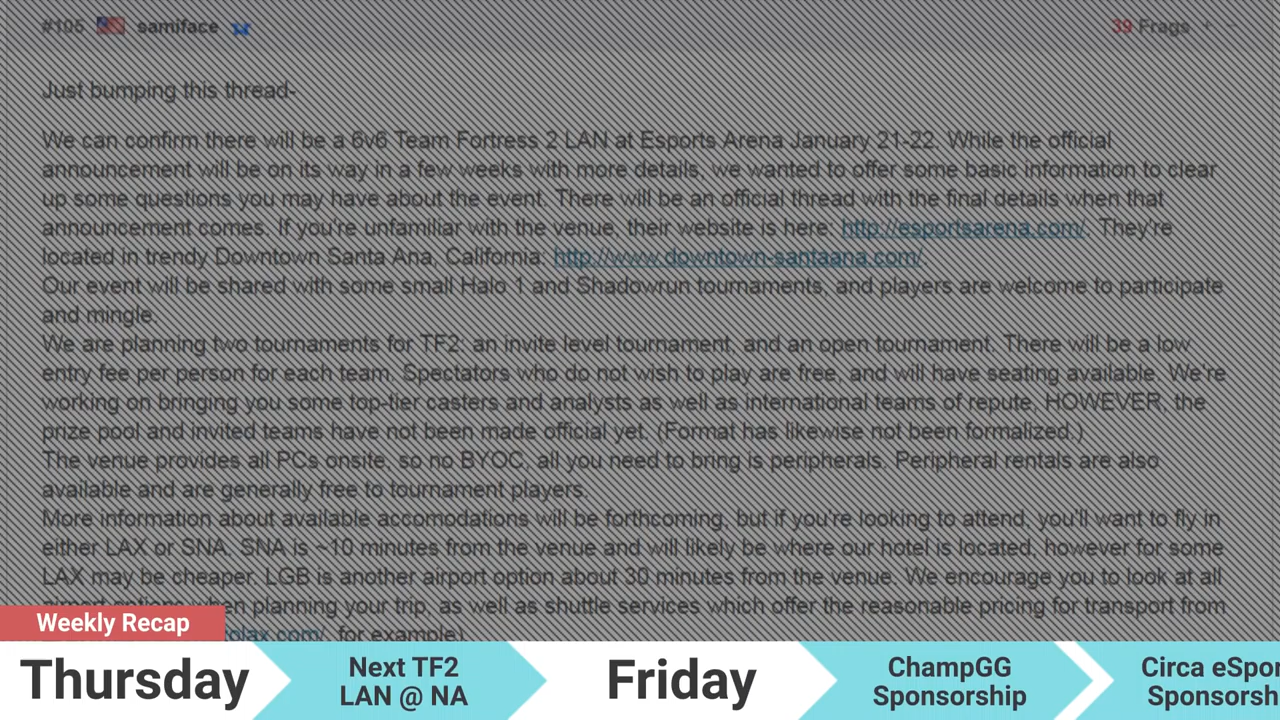 #105 samiface 39 Frags + −
Just bumping this thread-
We can confirm there will be a 6v6 Team Fortress 2 LAN at Esports Arena January 21-22. While the official
announcement will be on its way in a few weeks with more details, we wanted to offer some basic information to clear
up some questions you may have about the event. There will be an official thread with the final details when that
announcement comes. If you're unfamiliar with the venue, their website is here: http://esportsarena.com/. They're
located in trendy Downtown Santa Ana, California: http://www.downtown-santaana.com/.
Our event will be shared with some small Halo 1 and Shadowrun tournaments, and players are welcome to participate
and mingle.
We are planning two tournaments for TF2: an invite level tournament, and an open tournament. There will be a low
entry fee per person for each team. Spectators who do not wish to play are free, and will have seating available. We're
working on bringing you some top-tier casters and analysts as well as international teams of repute, HOWEVER, the
prize pool and invited teams have not been made official yet. (Format has likewise not been formalized.)
The venue provides all PCs onsite, so no BYOC, all you need to bring is peripherals. Peripheral rentals are also
available and are generally free to tournament players.
More information about available accomodations will be forthcoming, but if you're looking to attend, you'll want to fly in
either LAX or SNA. SNA is ~10 minutes from the venue and will likely be where our hotel is located, however for some
LAX may be cheaper. LGB is another airport option about 30 minutes from the venue. We encourage you to look at all
airport options when planning your trip, as well as shuttle services which offer the reasonable pricing for transport from
olax.com/, for example)
Weekly Recap
Thursday
Next TF2
LAN @ NA
Friday
ChampGG
Sponsorship
Circa eSpor
Sponsorsh